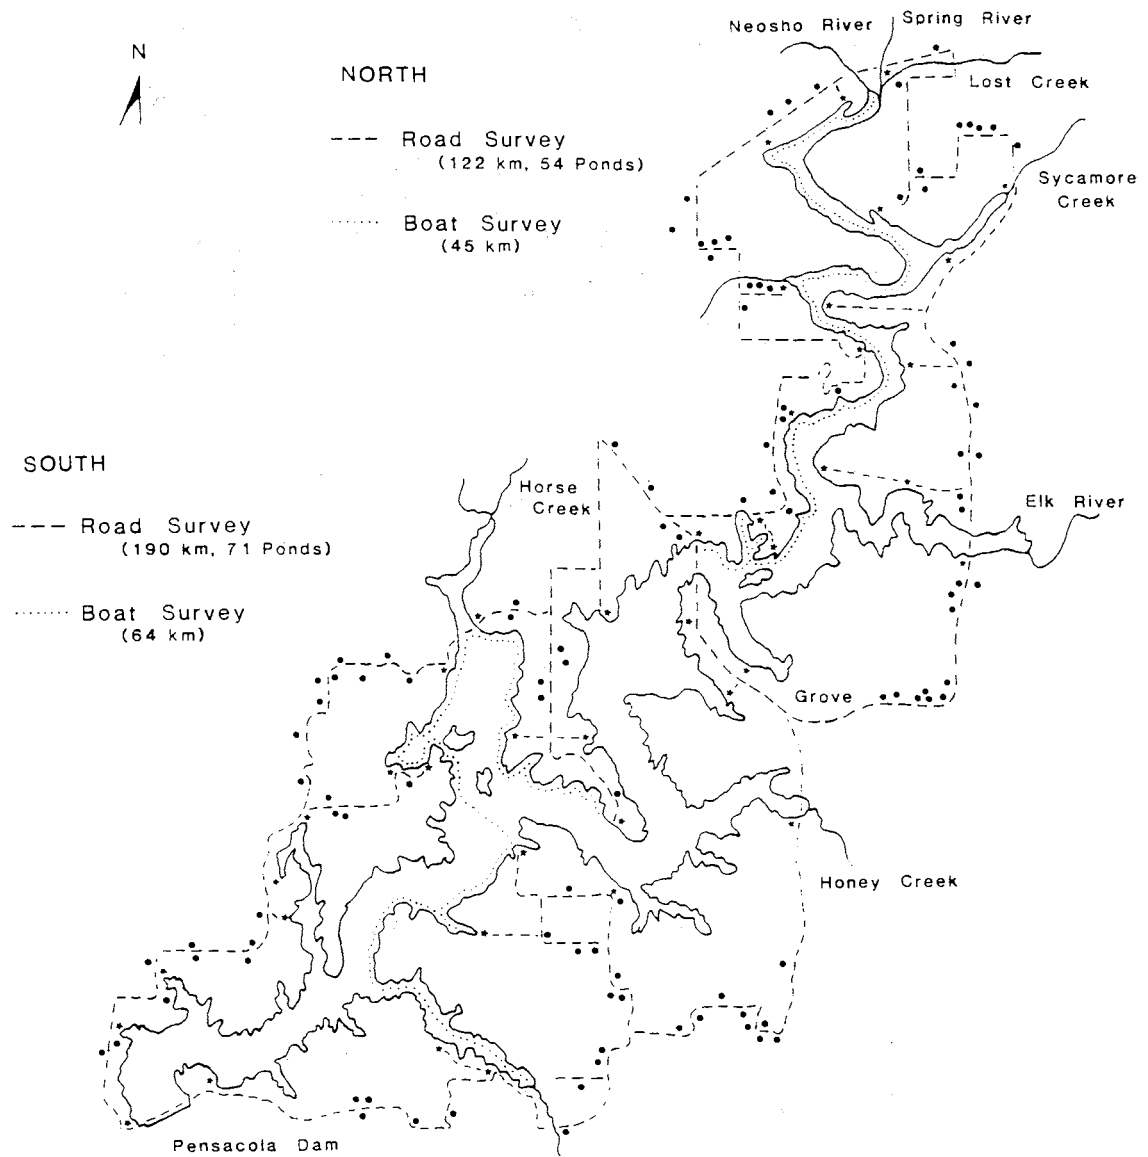 Neosho River
Spring River
N
NORTH
Lost Creek
Road Survey
(122 km, 54 Ponds)
Sycamore
Creek
Boat Survey
(45 km)
SOUTH
Horse
Creek
Elk River
Road Survey
(190 km, 71 Ponds)
Boat Survey
(64 km)
Grove
Honey Creek
Pensacola Dam